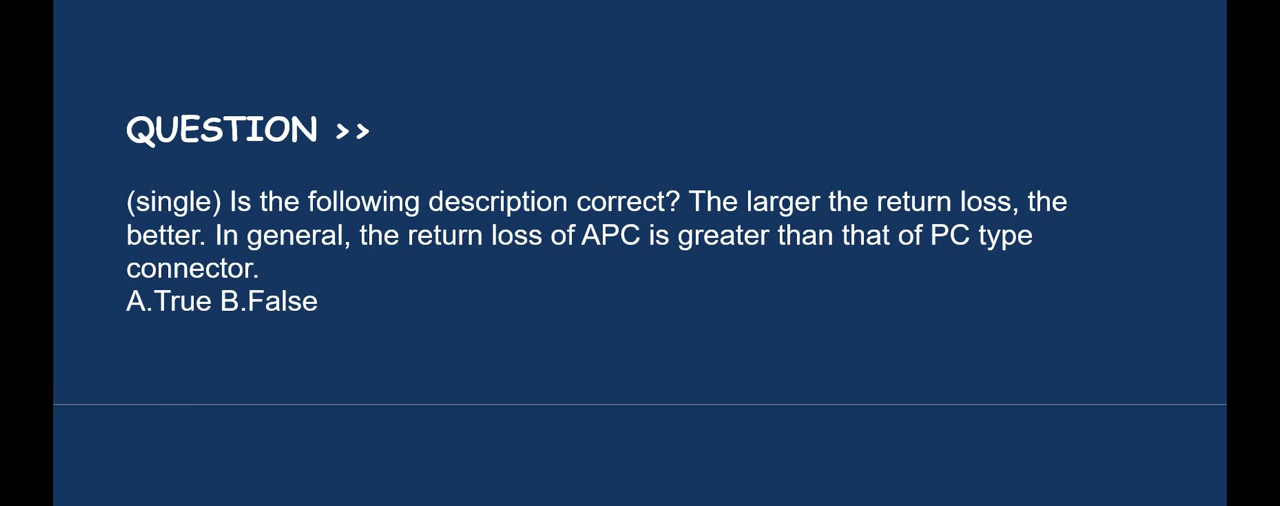 QUESTION >>
(single) Is the following description correct? The larger the return loss, the
better. In general, the return loss of APC is greater than that of PC type
connector.
A.True B.False